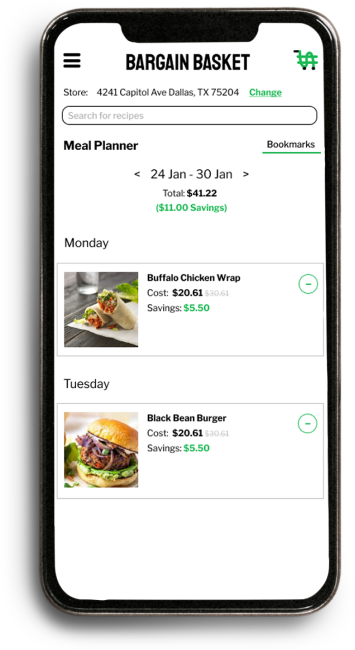 BARGAIN BASKET
Store: 4241 Capitol Ave Dallas, TX 75204 Change
Search for recipes
Meal Planner Bookmarks
< 24 Jan - 30 Jan >
Total: $41.22
($11.00 Savings)
Monday
Buffalo Chicken Wrap
Cost: $20.61 $30.61
Savings: $5.50
Tuesday
Black Bean Burger
Cost: $20.61 $30.61
Savings: $5.50